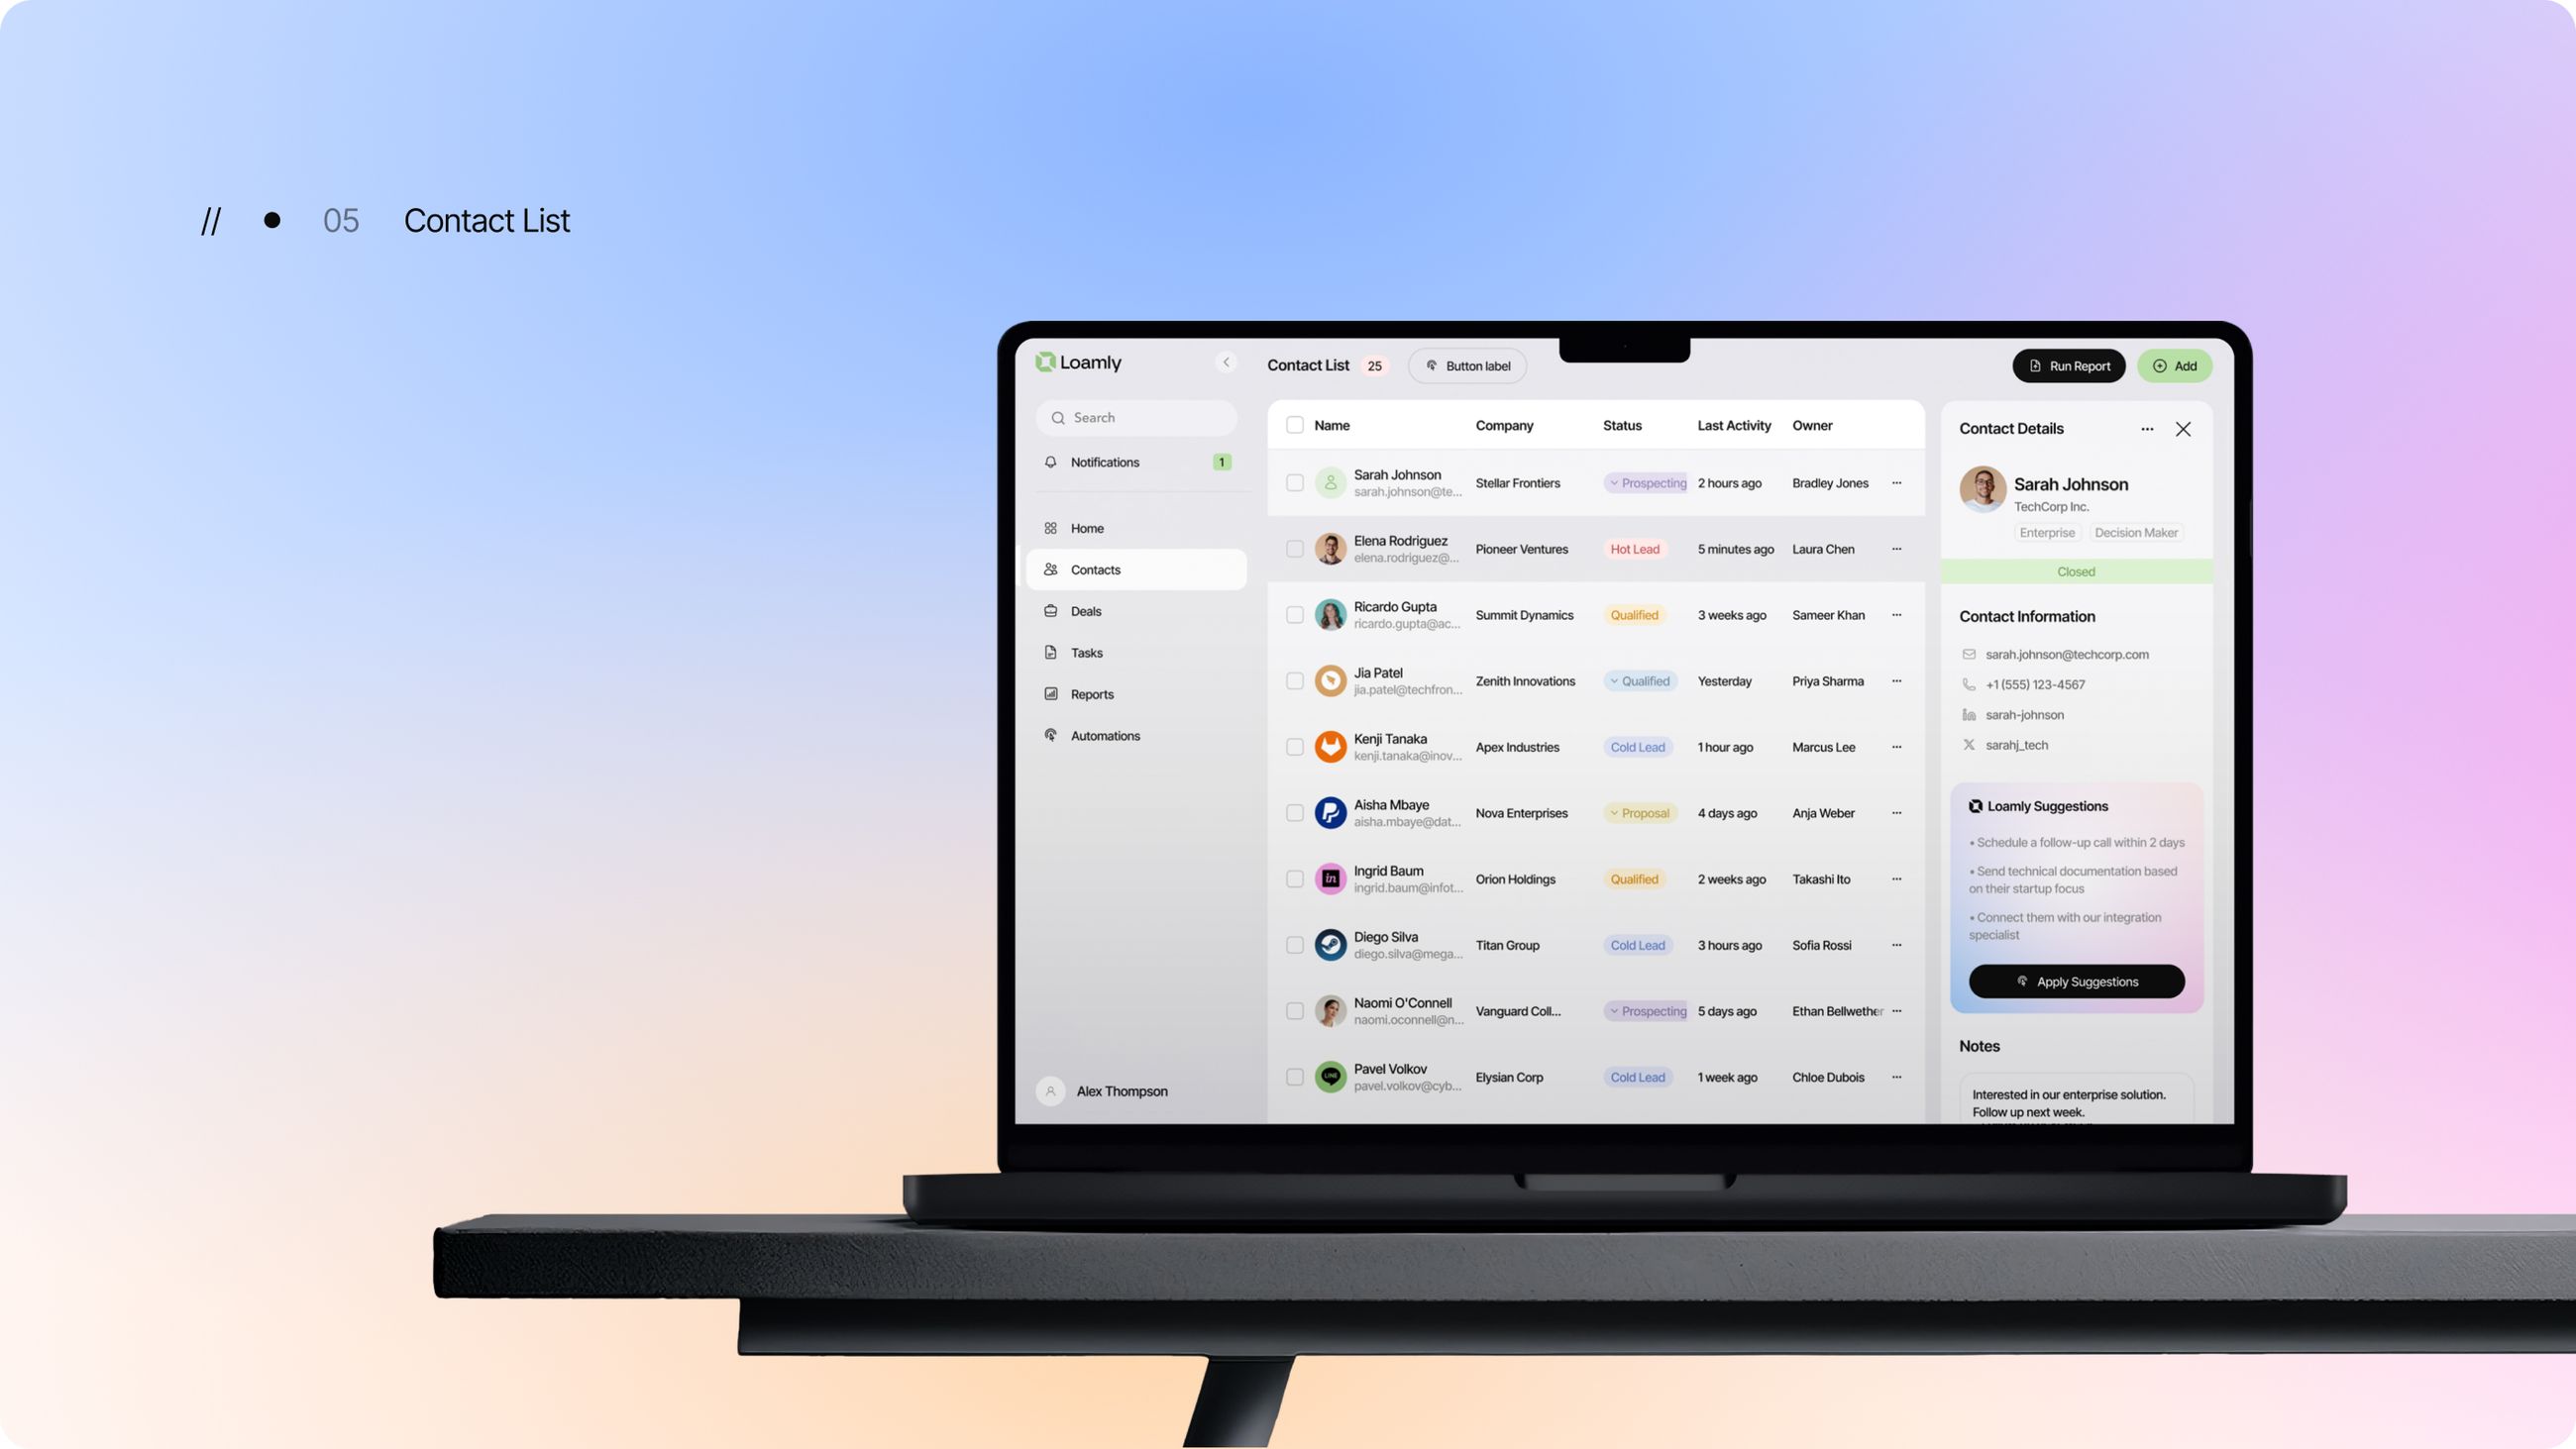 // ● 05 Contact List
Loamly
Search
Notifications 1
Home
Contacts
Deals
Tasks
Reports
Automations
Alex Thompson
Contact List 25 Button label Run Report Add
Name Company Status Last Activity Owner
Sarah Johnson
sarah.johnson@te...
Stellar Frontiers Prospecting 2 hours ago Bradley Jones ...
Elena Rodriguez
elena.rodriguez@...
Pioneer Ventures Hot Lead 5 minutes ago Laura Chen ...
Ricardo Gupta
ricardo.gupta@ac...
Summit Dynamics Qualified 3 weeks ago Sameer Khan ...
Jia Patel
jia.patel@techfron...
Zenith Innovations Qualified Yesterday Priya Sharma ...
Kenji Tanaka
kenji.tanaka@inov...
Apex Industries Cold Lead 1 hour ago Marcus Lee ...
Aisha Mbaye
aisha.mbaye@dat...
Nova Enterprises Proposal 4 days ago Anja Weber ...
Ingrid Baum
ingrid.baum@infot...
Orion Holdings Qualified 2 weeks ago Takashi Ito ...
in
Diego Silva
diego.silva@mega...
Titan Group Cold Lead 3 hours ago Sofia Rossi ...
Naomi O'Connell
naomi.oconnell@n...
Vanguard Coll... Prospecting 5 days ago Ethan Bellwether ...
Pavel Volkov
pavel.volkov@cyb...
Elysian Corp Cold Lead 1 week ago Chloe Dubois ...
LINE
Contact Details ...
Sarah Johnson
TechCorp Inc.
Enterprise Decision Maker
Closed
Contact Information
sarah.johnson@techcorp.com
+1 (555) 123-4567
in sarah-johnson
X sarahj_tech
Loamly Suggestions
• Schedule a follow-up call within 2 days
• Send technical documentation based
on their startup focus
• Connect them with our integration
specialist
Apply Suggestions
Notes
Interested in our enterprise solution.
Follow up next week.